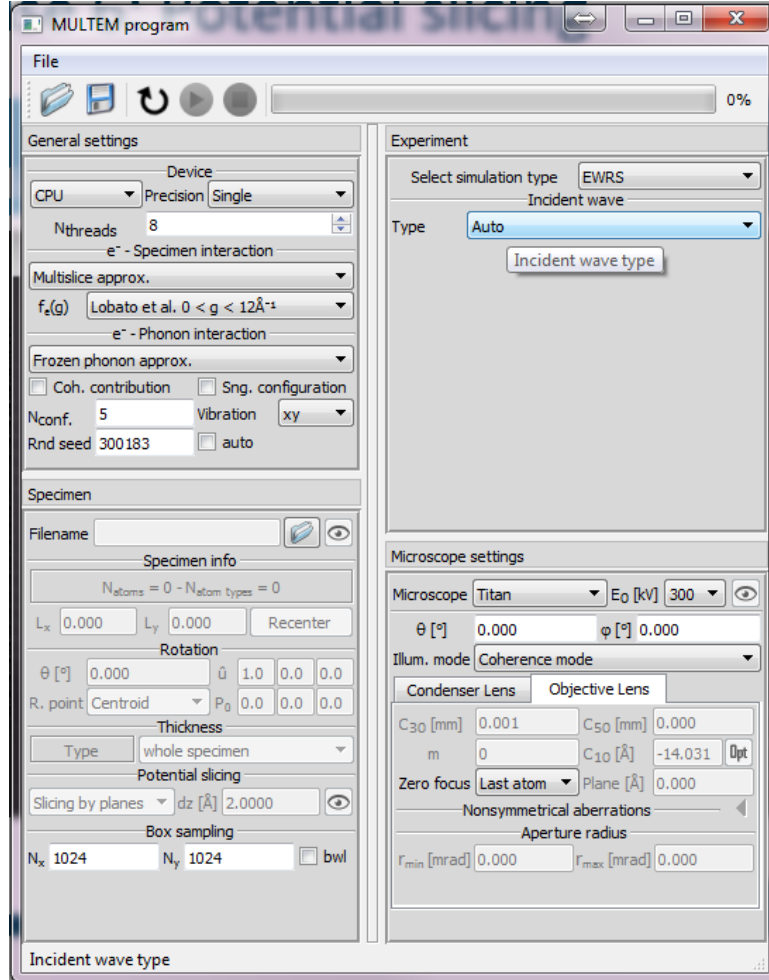 Potential slicing
MULTEM program
File
0%
General settings
Device
CPU Precision Single
Nthreads 8
e⁻ - Specimen interaction
Multislice approx.
fₑ(g) Lobato et al. 0 < g < 12Å⁻¹
e⁻ - Phonon interaction
Frozen phonon approx.
Coh. contribution Sng. configuration
Nconf. 5 Vibration xy
Rnd seed 300183 auto
Specimen
Filename
Specimen info
Natoms = 0 - Natom types = 0
Lx 0.000 Ly 0.000 Recenter
Rotation
θ [º] 0.000 û 1.0 0.0 0.0
R. point Centroid P₀ 0.0 0.0 0.0
Thickness
Type whole specimen
Potential slicing
Slicing by planes dz [Å] 2.0000
Box sampling
Nx 1024 Ny 1024 bwl
Experiment
Select simulation type EWRS
Incident wave
Type Auto
Incident wave type
Microscope settings
Microscope Titan E₀ [kV] 300
θ [º] 0.000 φ [º] 0.000
Illum. mode Coherence mode
Condenser Lens Objective Lens
C₃₀ [mm] 0.001 C₅₀ [mm] 0.000
m 0 C₁₀ [Å] -14.031 Opt
Zero focus Last atom Plane [Å] 0.000
Nonsymmetrical aberrations
Aperture radius
rmin [mrad] 0.000 rmax [mrad] 0.000
Incident wave type